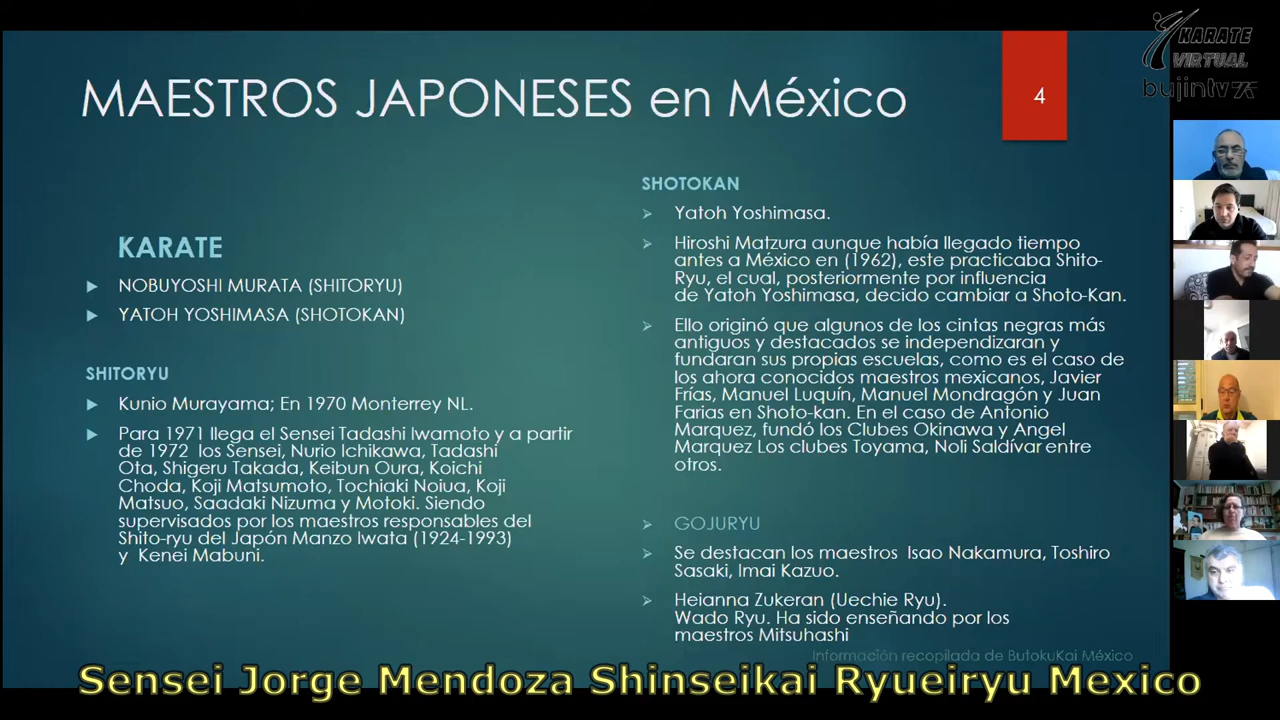 MAESTROS JAPONESES en México
4
KARATE
VIRTUAL
bujintv
KARATE
NOBUYOSHI MURATA (SHITORYU)
YATOH YOSHIMASA (SHOTOKAN)
SHITORYU
Kunio Murayama; En 1970 Monterrey NL.
Para 1971 llega el Sensei Tadashi Iwamoto y a partir
de 1972 los Sensei, Nurio Ichikawa, Tadashi
Ota, Shigeru Takada, Keibun Oura, Koichi
Choda, Koji Matsumoto, Tochiaki Noiua, Koji
Matsuo, Saadaki Nizuma y Motoki. Siendo
supervisados por los maestros responsables del
Shito-ryu del Japón Manzo Iwata (1924-1993)
y Kenei Mabuni.
SHOTOKAN
Yatoh Yoshimasa.
Hiroshi Matzura aunque había llegado tiempo
antes a México en (1962), este practicaba Shito-
Ryu, el cual, posteriormente por influencia
de Yatoh Yoshimasa, decido cambiar a Shoto-Kan.
Ello originó que algunos de los cintas negras más
antiguos y destacados se independizaran y
fundaran sus propias escuelas, como es el caso de
los ahora conocidos maestros mexicanos, Javier
Frías, Manuel Luquín, Manuel Mondragón y Juan
Farias en Shoto-kan. En el caso de Antonio
Marquez, fundó los Clubes Okinawa y Angel
Marquez Los clubes Toyama, Noli Saldívar entre
otros.
GOJURYU
Se destacan los maestros Isao Nakamura, Toshiro
Sasaki, Imai Kazuo.
Heianna Zukeran (Uechie Ryu).
Wado Ryu. Ha sido enseñando por los
maestros Mitsuhashi
Información recopilada de ButokuKai México
Sensei Jorge Mendoza Shinseikai Ryueiryu Mexico